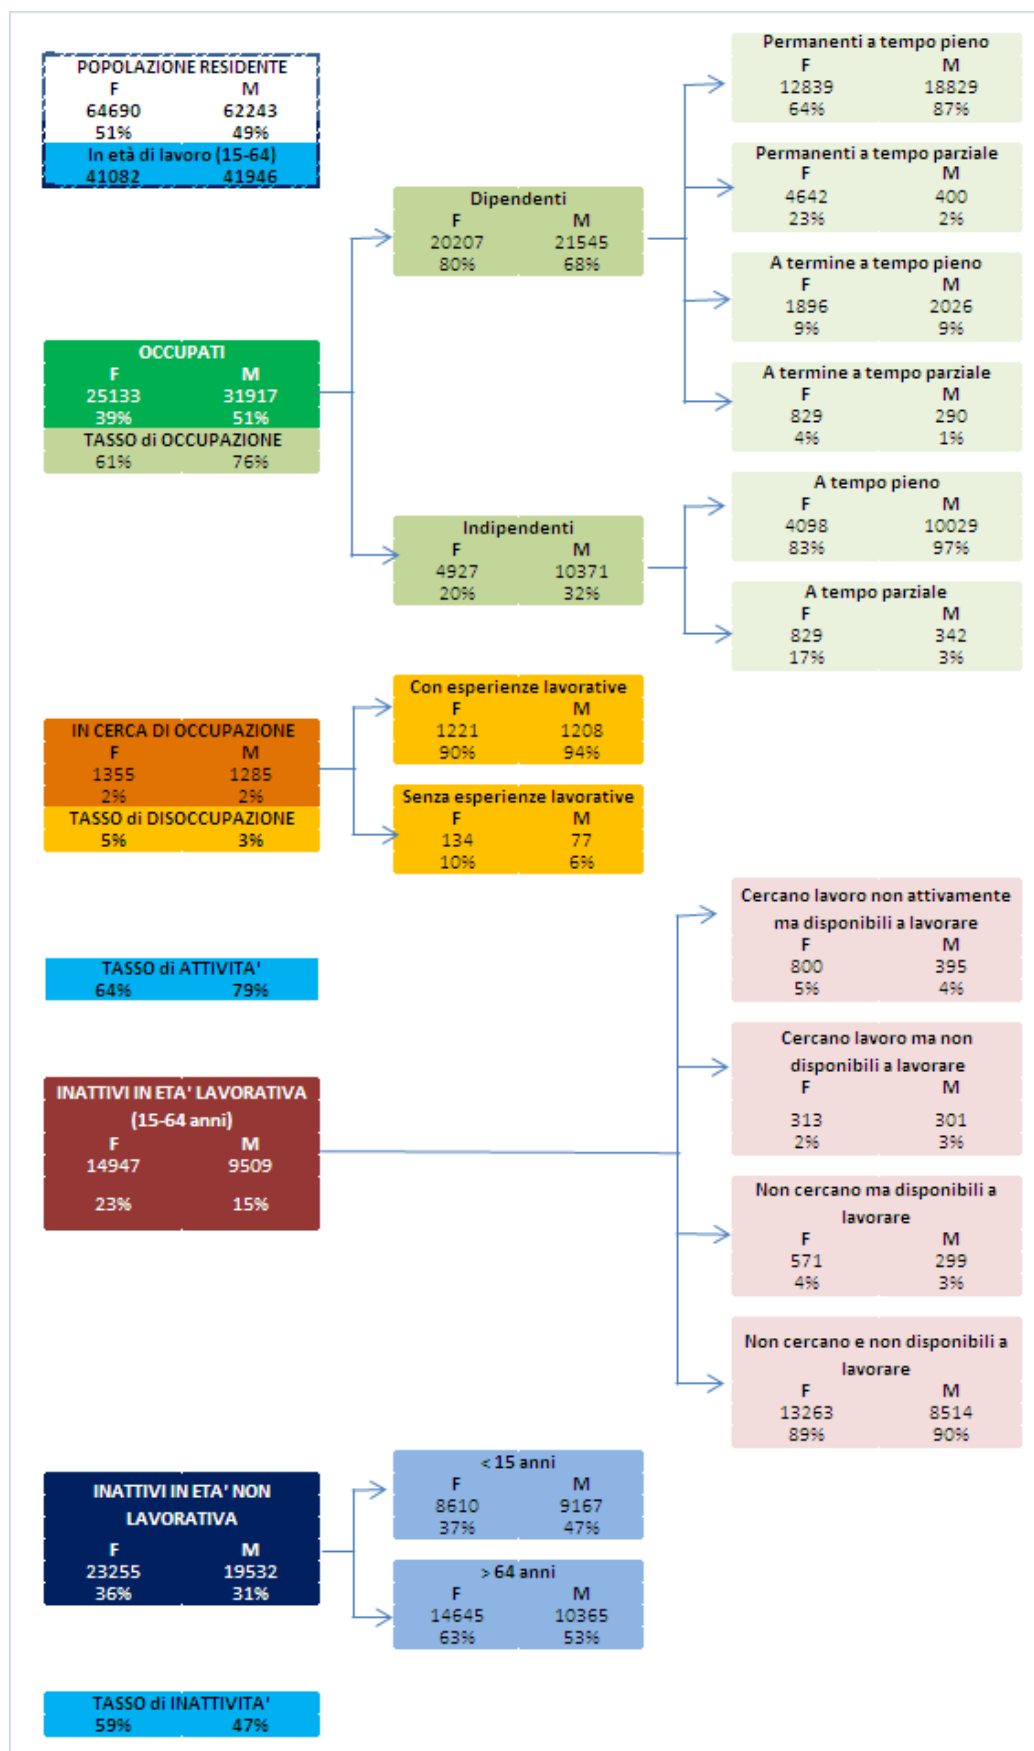 POPOLAZIONE RESIDENTE
F M
64690 62243
51% 49%
In età di lavoro (15-64)
41082 41946
OCCUPATI
F M
25133 31917
39% 51%
TASSO di OCCUPAZIONE
61% 76%
Dipendenti
F M
20207 21545
80% 68%
Permanenti a tempo pieno
F M
12839 18829
64% 87%
Permanenti a tempo parziale
F M
4642 400
23% 2%
A termine a tempo pieno
F M
1896 2026
9% 9%
A termine a tempo parziale
F M
829 290
4% 1%
Indipendenti
F M
4927 10371
20% 32%
A tempo pieno
F M
4098 10029
83% 97%
A tempo parziale
F M
829 342
17% 3%
IN CERCA DI OCCUPAZIONE
F M
1355 1285
2% 2%
TASSO di DISOCCUPAZIONE
5% 3%
Con esperienze lavorative
F M
1221 1208
90% 94%
Senza esperienze lavorative
F M
134 77
10% 6%
TASSO di ATTIVITA'
64% 79%
INATTIVI IN ETA' LAVORATIVA
(15-64 anni)
F M
14947 9509
23% 15%
Cercano lavoro non attivamente
ma disponibili a lavorare
F M
800 395
5% 4%
Cercano lavoro ma non
disponibili a lavorare
F M
313 301
2% 3%
Non cercano ma disponibili a
lavorare
F M
571 299
4% 3%
Non cercano e non disponibili a
lavorare
F M
13263 8514
89% 90%
INATTIVI IN ETA' NON
LAVORATIVA
F M
23255 19532
36% 31%
< 15 anni
F M
8610 9167
37% 47%
> 64 anni
F M
14645 10365
63% 53%
TASSO di INATTIVITA'
59% 47%